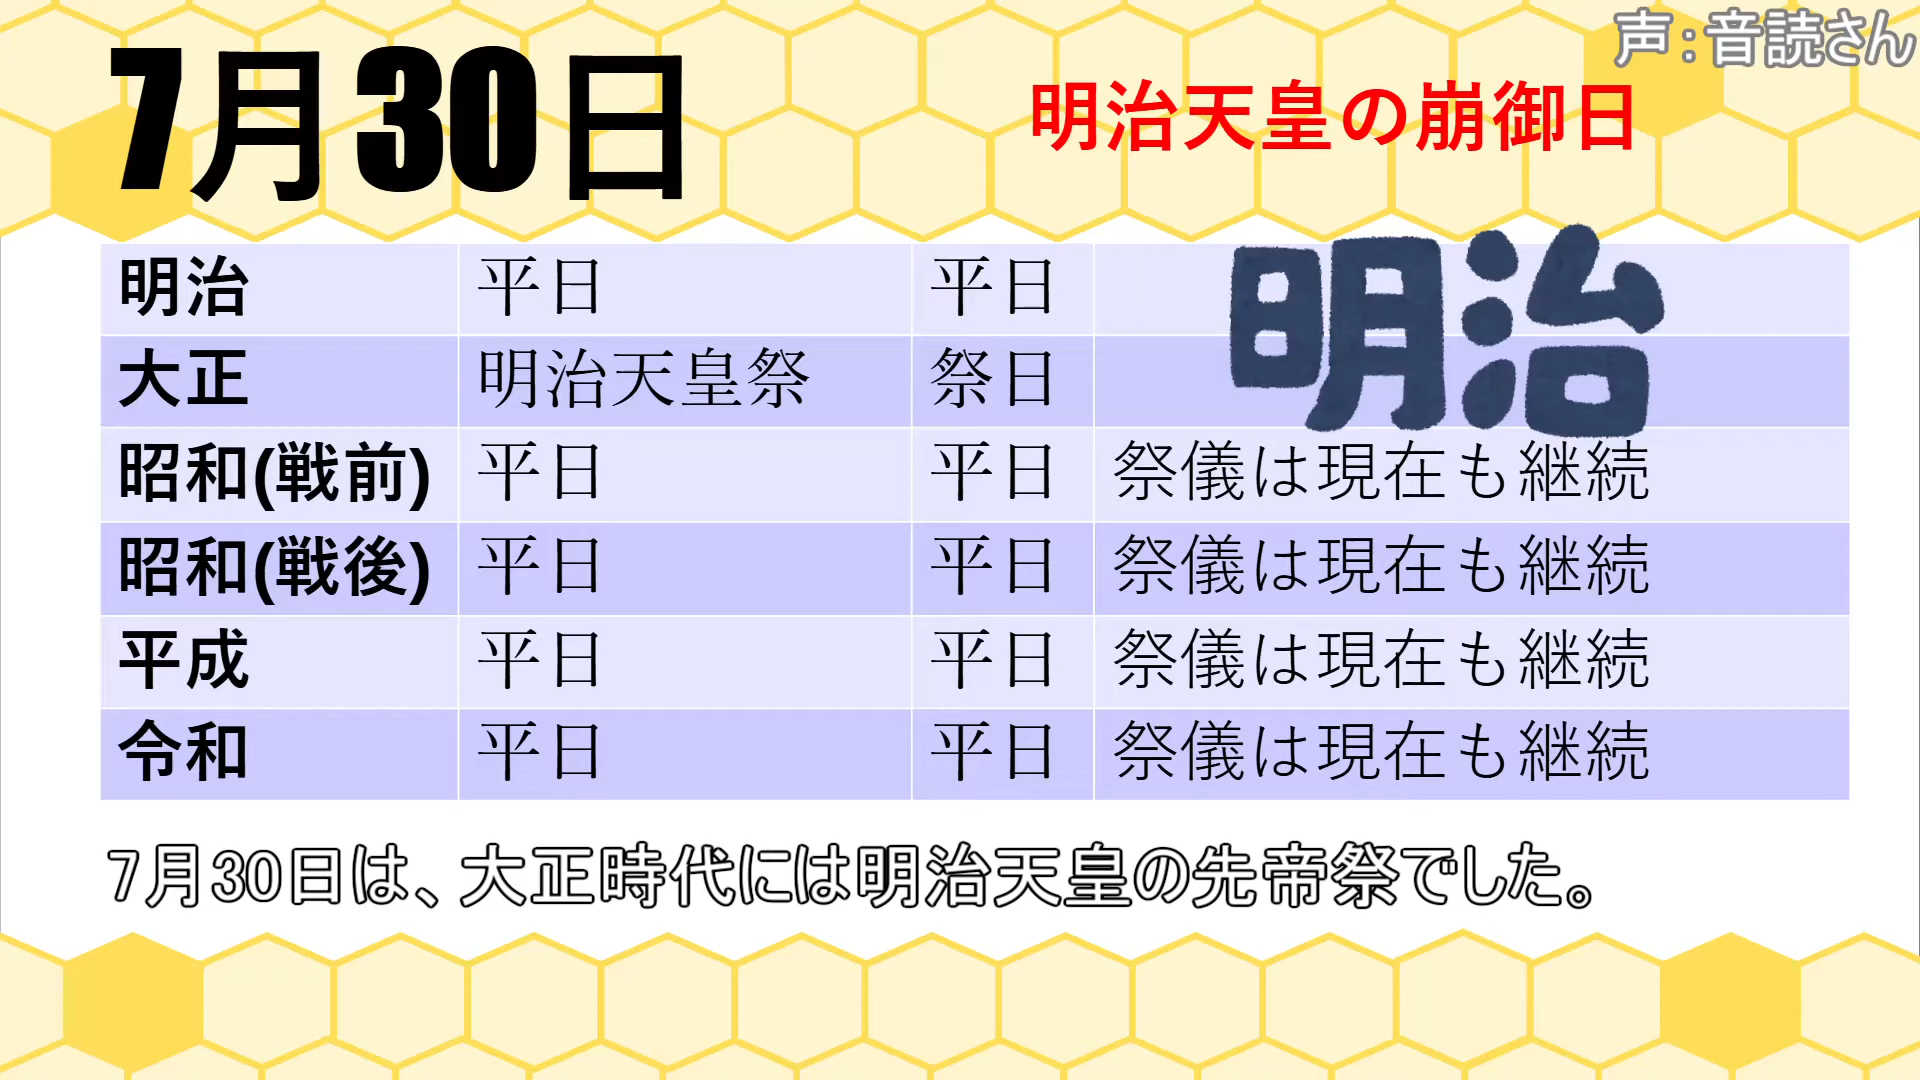 声:音読さん
7月30日
明治天皇の崩御日
明治
明治 平日 平日
大正 明治天皇祭 祭日
昭和(戦前) 平日 平日 祭儀は現在も継続
昭和(戦後) 平日 平日 祭儀は現在も継続
平成 平日 平日 祭儀は現在も継続
令和 平日 平日 祭儀は現在も継続
7月30日は、大正時代には明治天皇の先帝祭でした。